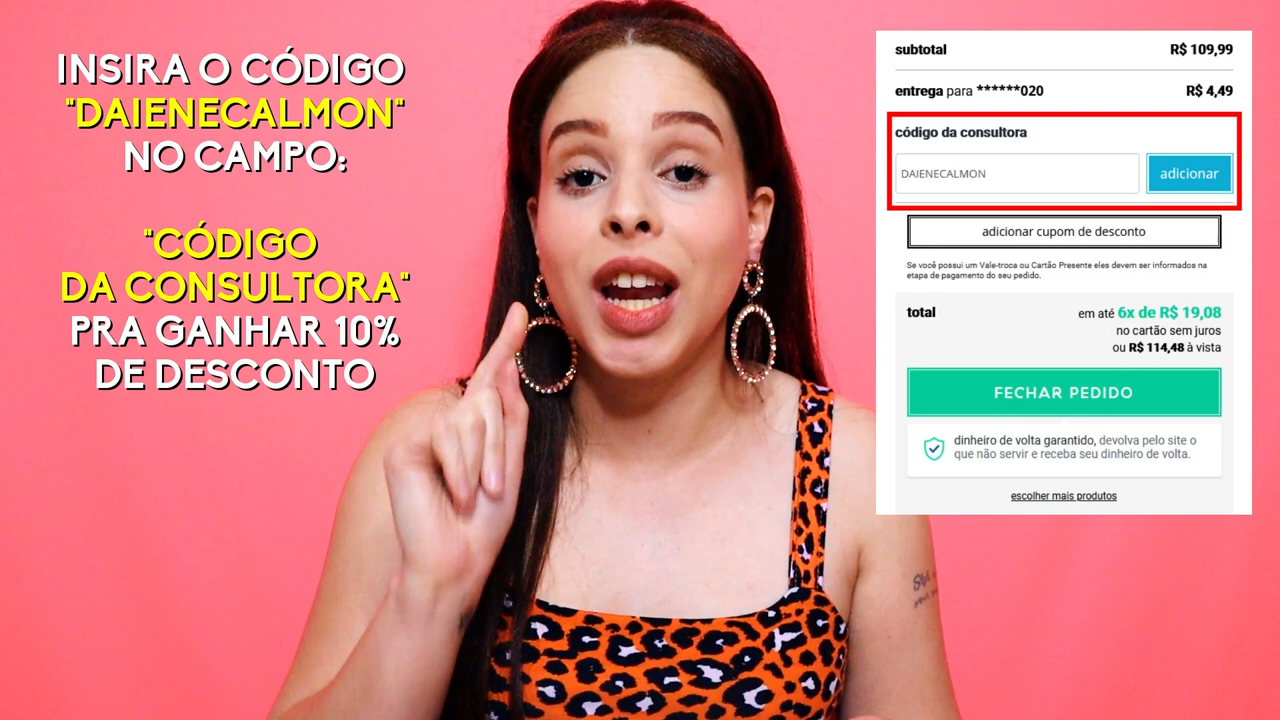 INSIRA O CÓDIGO
"DAIENECALMON"
NO CAMPO:
"CÓDIGO
DA CONSULTORA"
PRA GANHAR 10%
DE DESCONTO
subtotal R$ 109,99
entrega para ******020 R$ 4,49
código da consultora
DAIENECALMON adicionar
adicionar cupom de desconto
Se você possui um Vale-troca ou Cartão Presente eles devem ser informados na
etapa de pagamento do seu pedido.
total em até 6x de R$ 19,08
no cartão sem juros
ou R$ 114,48 à vista
FECHAR PEDIDO
dinheiro de volta garantido, devolva pelo site o
que não servir e receba seu dinheiro de volta.
escolher mais produtos